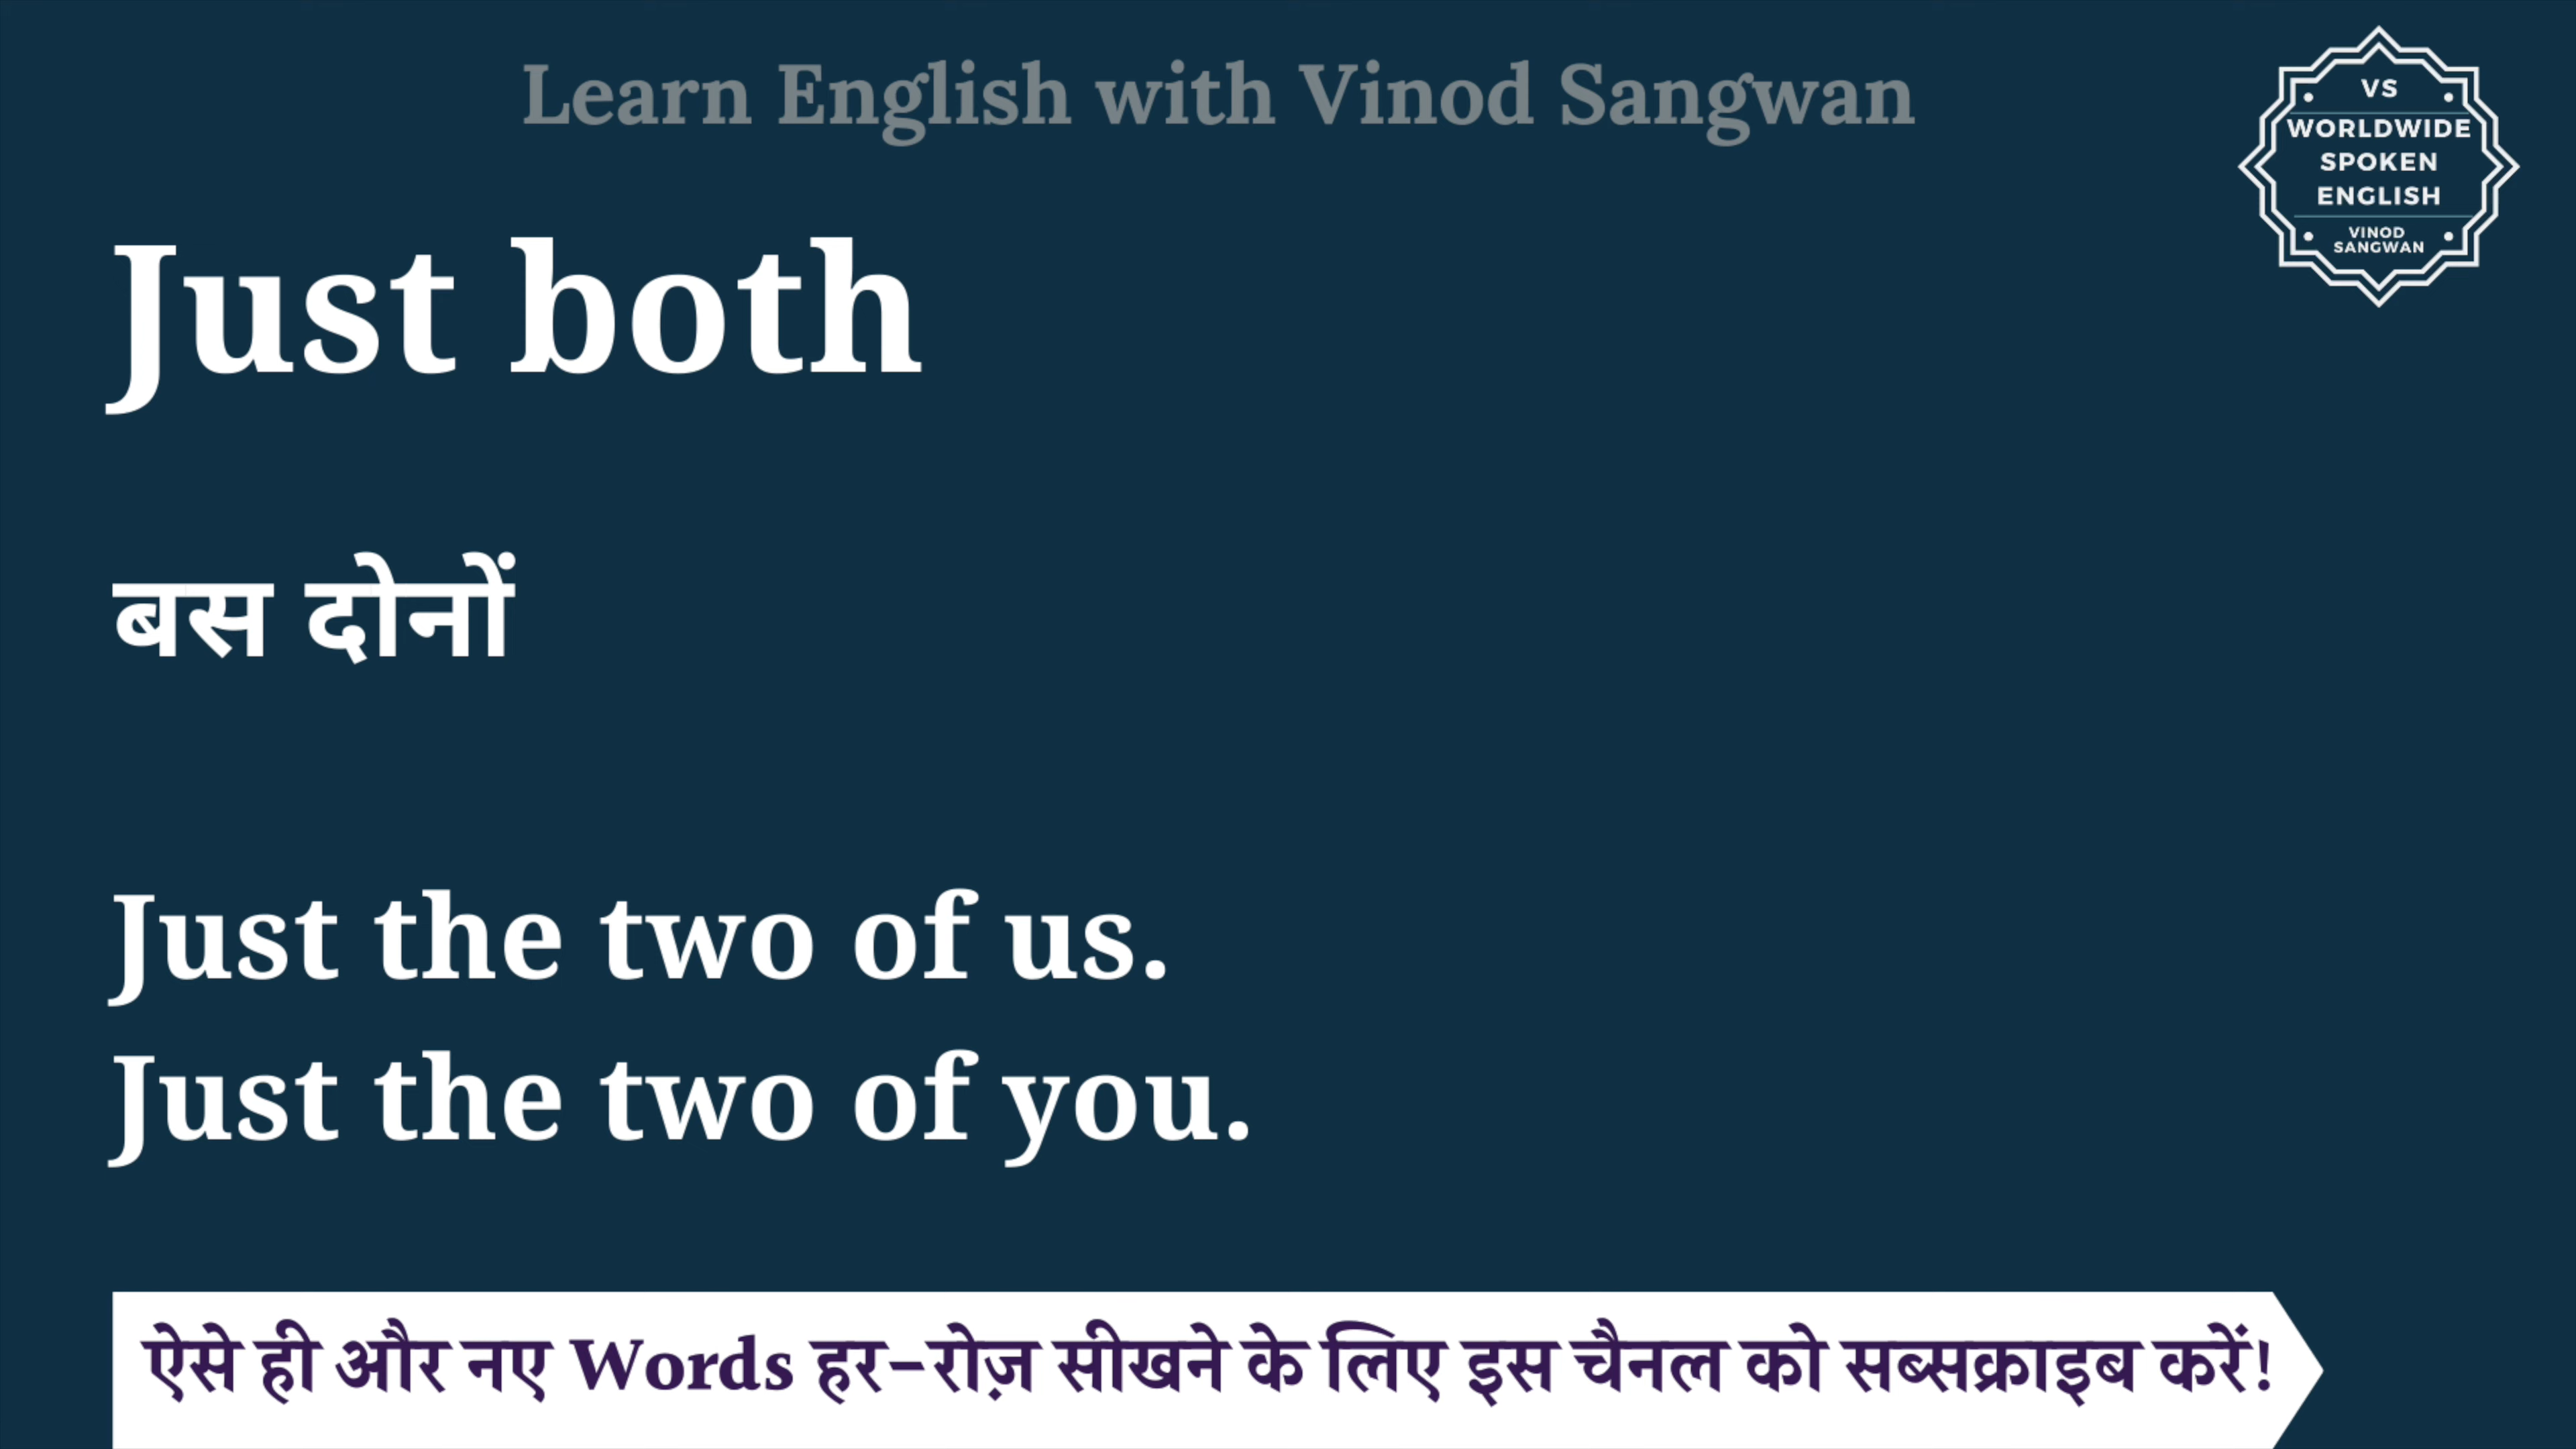 Learn English with Vinod Sangwan
VS
WORLDWIDE
SPOKEN
ENGLISH
VINOD
SANGWAN
Just both
बस दोनों
Just the two of us.
Just the two of you.
ऐसे ही और नए Words हर-रोज़ सीखने के लिए इस चैनल को सब्सक्राइब करें!